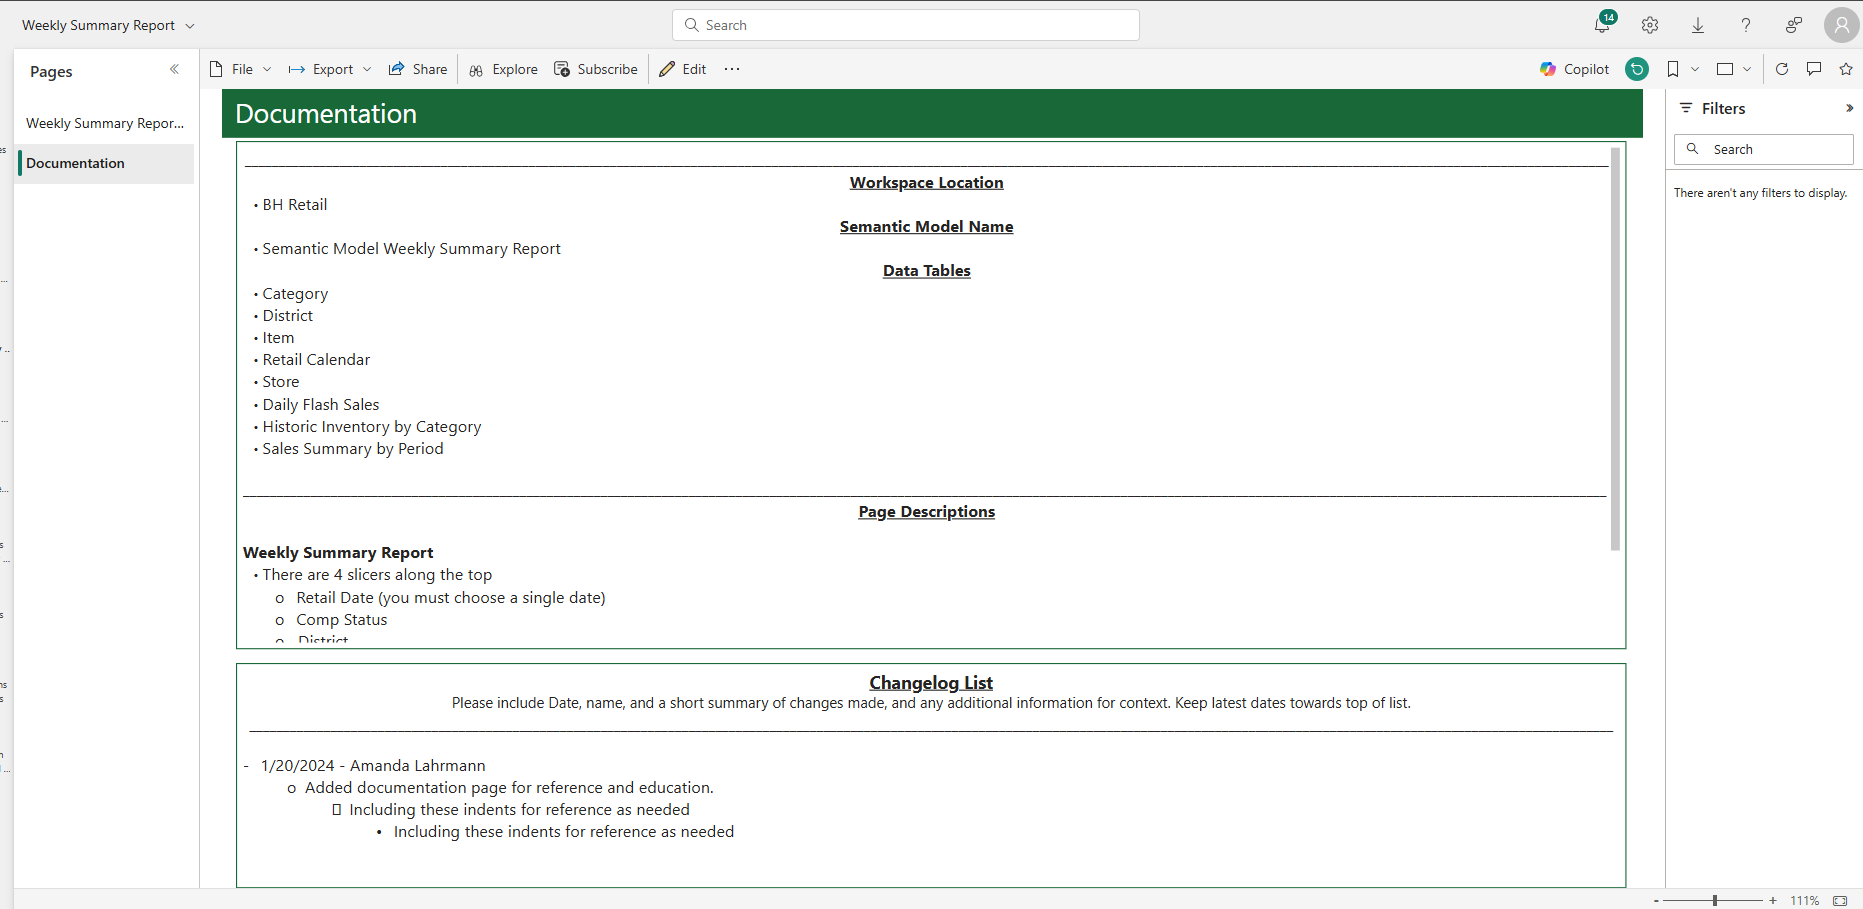 Weekly Summary Report
Search
14
Pages
File
Export
Share
Explore
Subscribe
Edit
Copilot
Weekly Summary Repor...
Documentation
Documentation
Workspace Location
• BH Retail
Semantic Model Name
• Semantic Model Weekly Summary Report
Data Tables
• Category
• District
• Item
• Retail Calendar
• Store
• Daily Flash Sales
• Historic Inventory by Category
• Sales Summary by Period
Page Descriptions
Weekly Summary Report
• There are 4 slicers along the top
o Retail Date (you must choose a single date)
o Comp Status
o District
Changelog List
Please include Date, name, and a short summary of changes made, and any additional information for context. Keep latest dates towards top of list.
- 1/20/2024 - Amanda Lahrmann
o Added documentation page for reference and education.
▯ Including these indents for reference as needed
• Including these indents for reference as needed
Filters
Search
There aren't any filters to display.
- + 111%